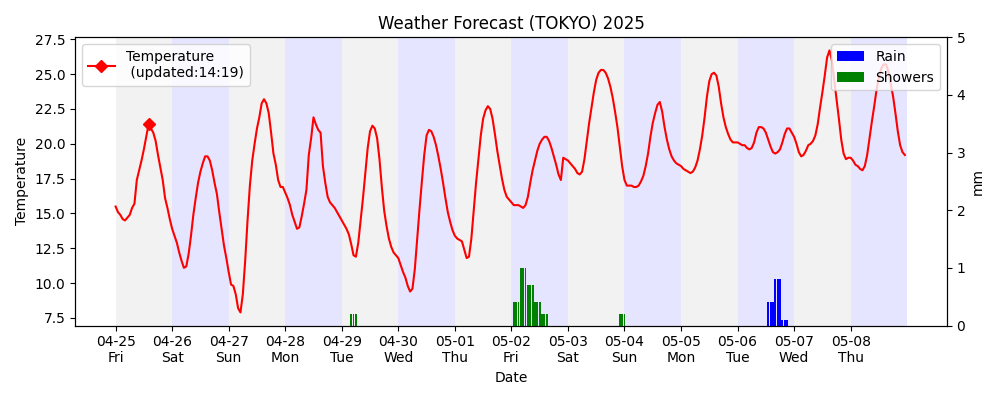 Weather Forecast (TOKYO) 2025
Temperature
(updated:14:19)
Rain
Showers
27.5
25.0
22.5
20.0
17.5
15.0
12.5
10.0
7.5
Temperature
5
4
3
2
1
0
mm
04-25 04-26 04-27 04-28 04-29 04-30 05-01 05-02 05-03 05-04 05-05 05-06 05-07 05-08
Fri Sat Sun Mon Tue Wed Thu Fri Sat Sun Mon Tue Wed Thu
Date